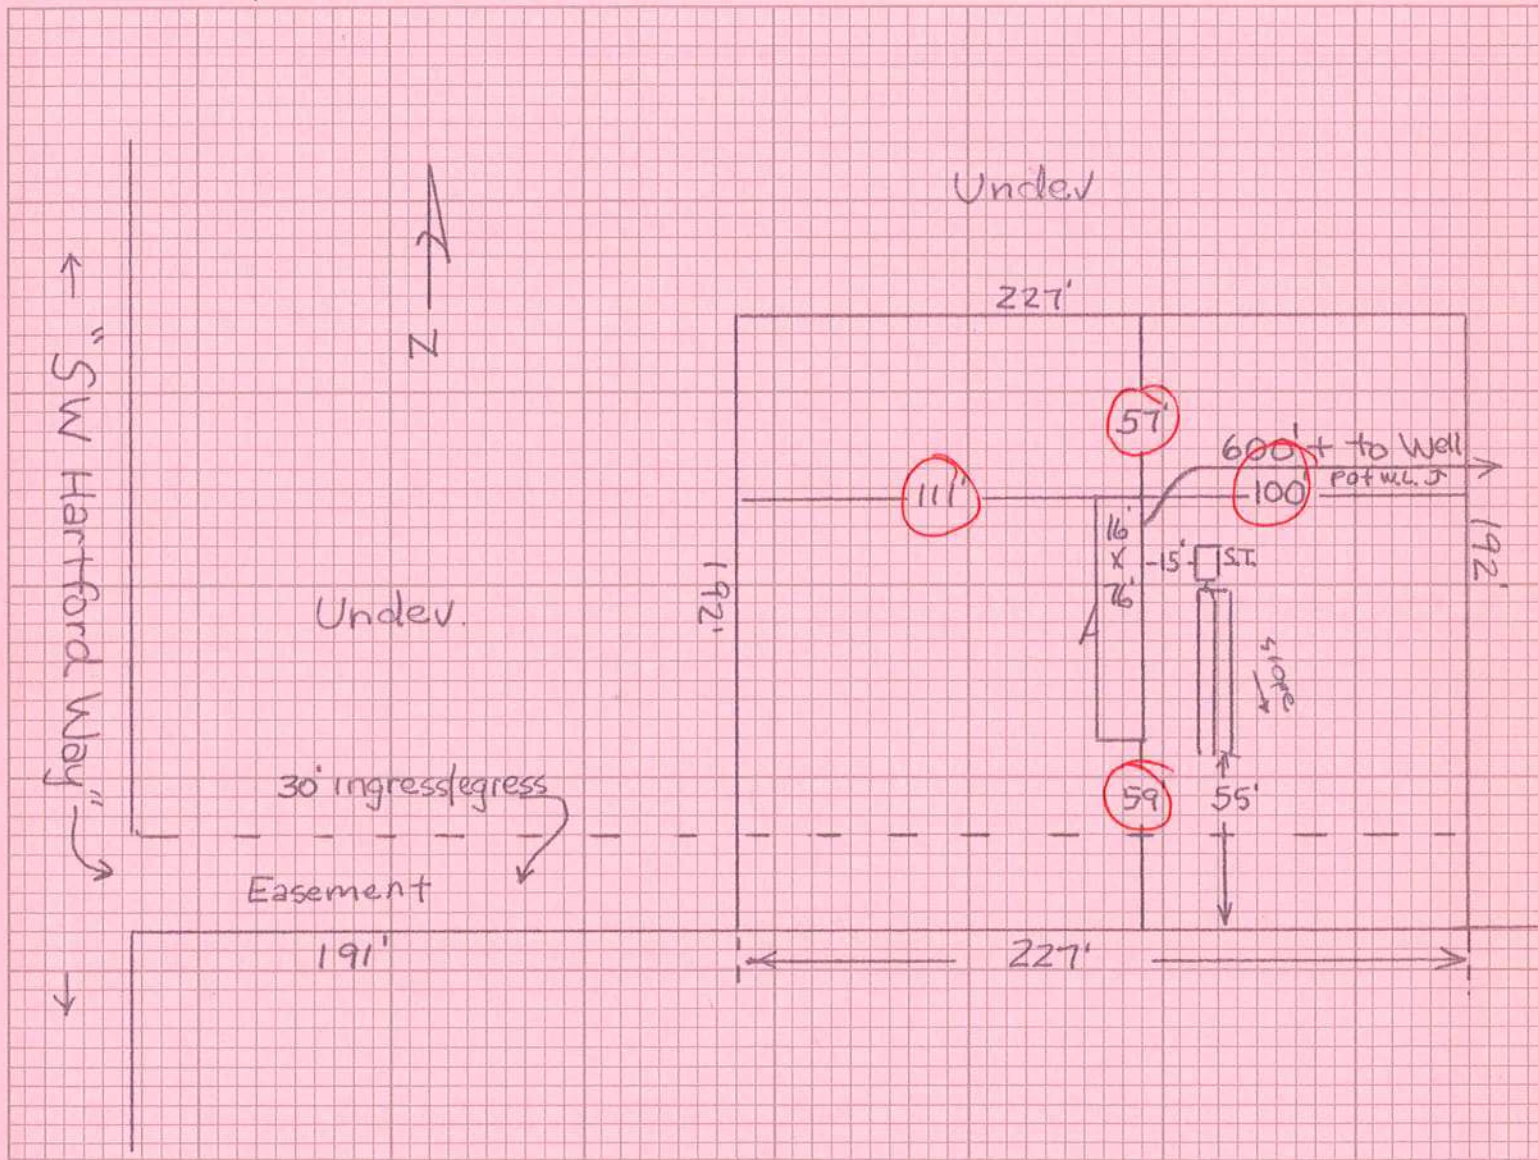 Undev
227'
N
"SW Hartford Way"
57'
600'+ to Well
111'
100'
Pot W.L.
16'
X
76'
15'
S.T.
192'
192'
Undev.
slope
30' ingress/egress
59'
55'
Easement
191'
227'